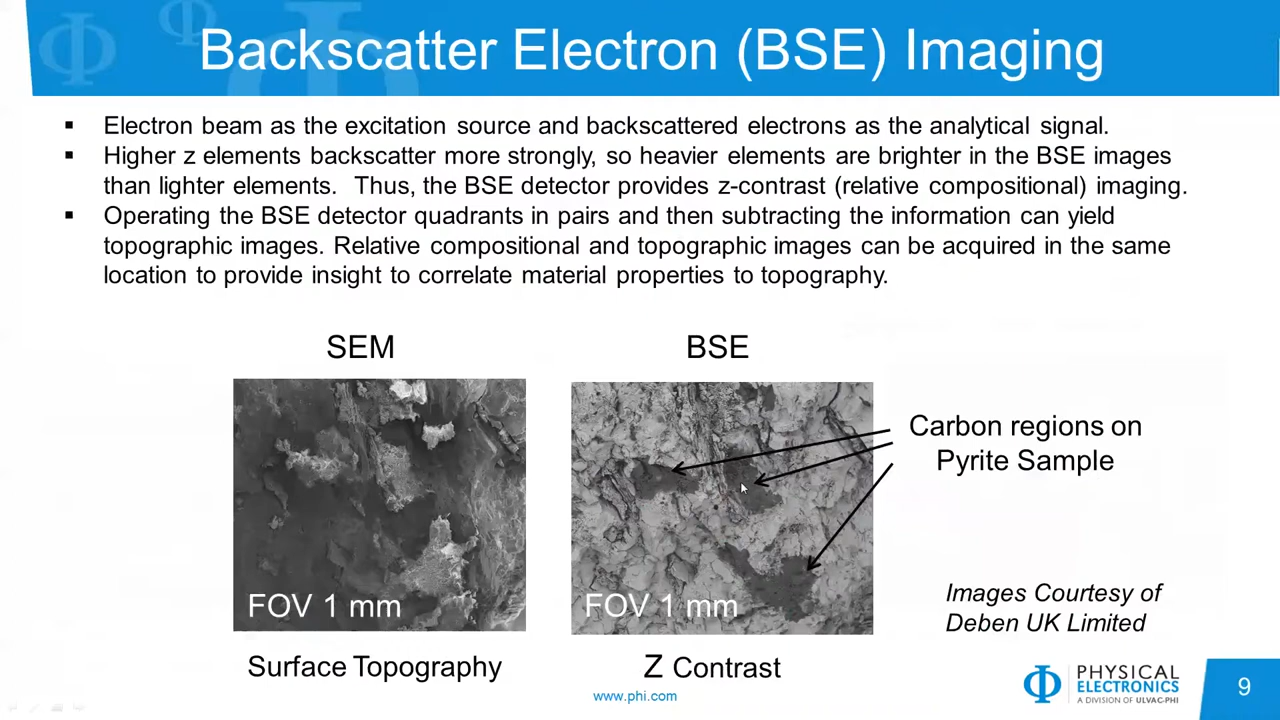 Backscatter Electron (BSE) Imaging
▪ Electron beam as the excitation source and backscattered electrons as the analytical signal.
▪ Higher z elements backscatter more strongly, so heavier elements are brighter in the BSE images
than lighter elements. Thus, the BSE detector provides z-contrast (relative compositional) imaging.
▪ Operating the BSE detector quadrants in pairs and then subtracting the information can yield
topographic images. Relative compositional and topographic images can be acquired in the same
location to provide insight to correlate material properties to topography.
SEM
BSE
FOV 1 mm
FOV 1 mm
Carbon regions on
Pyrite Sample
Images Courtesy of
Deben UK Limited
Surface Topography
Z Contrast
www.phi.com
PHYSICAL
ELECTRONICS
A DIVISION OF ULVAC-PHI
9